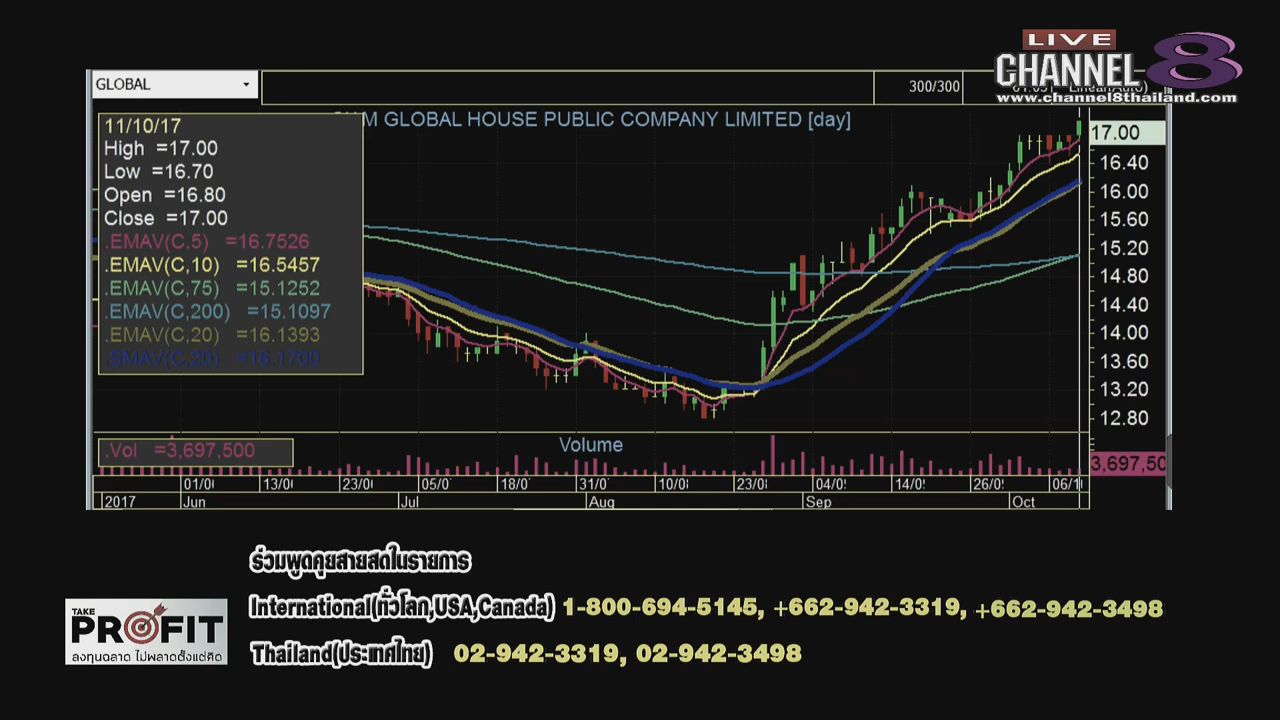 LIVE
CHANNEL 8
www.channel8thailand.com
GLOBAL
300/300
M GLOBAL HOUSE PUBLIC COMPANY LIMITED [day]
11/10/17
High =17.00
Low =16.70
Open =16.80
Close =17.00
.EMAV(C,5) =16.7526
.EMAV(C,10) =16.5457
.EMAV(C,75) =15.1252
.EMAV(C,200) =15.1097
.EMAV(C,20) =16.1393
.SMAV(C,20) =16.1700
17.00
16.40
16.00
15.60
15.20
14.80
14.40
14.00
13.60
13.20
12.80
.Vol =3,697,500
Volume
3,697,50
01/0 13/0 23/0 05/0 18/0 31/0 10/0 23/0 04/0 14/0 26/0 06/1
2017 Jun Jul Aug Sep Oct
ร่วมพูดคุยสายสดในรายการ
International(ทั่วโลก,USA,Canada) 1-800-694-5145, +662-942-3319, +662-942-3498
Thailand(ประเทศไทย) 02-942-3319, 02-942-3498
TAKE
PROFIT
ลงทุนฉลาด ไม่พลาดตั้งแต่คิด